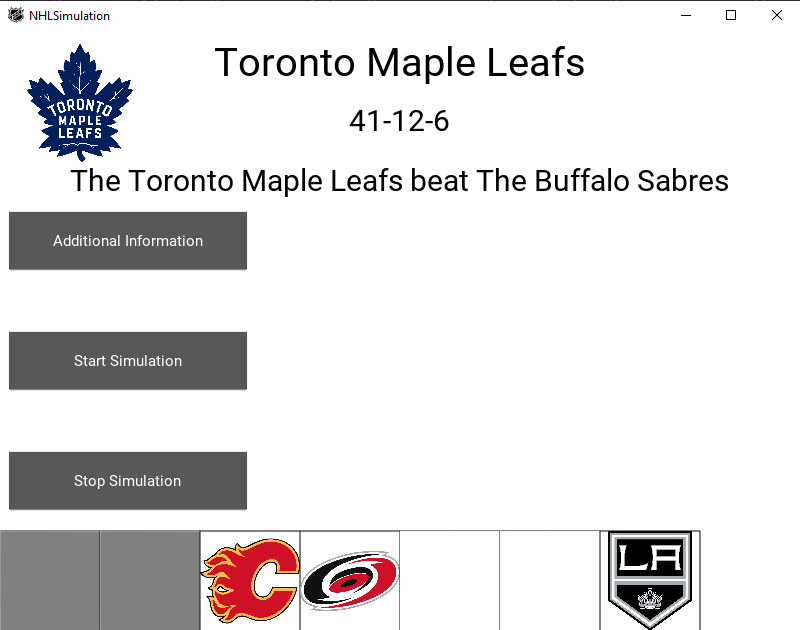 NHLSimulation
Toronto Maple Leafs
TORONTO
MAPLE
LEAFS
41-12-6
The Toronto Maple Leafs beat The Buffalo Sabres
Additional Information
Start Simulation
Stop Simulation
LA